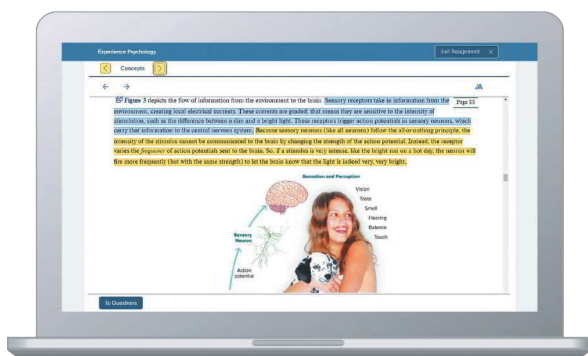 Experience Psychology
Exit Assignment X
Concepts
Figure 3 depicts the flow of information from the environment to the brain. Sensory receptors take in information from the
Page 85
environment, creating local electrical currents. These currents are graded; that means they are sensitive to the intensity of
stimulation, such as the difference between a dim and a bright light. These receptors trigger action potentials in sensory neurons, which
carry that information to the central nervous system. Because sensory neurons (like all neurons) follow the all-or-nothing principle, the
intensity of the stimulus cannot be communicated to the brain by changing the strength of the action potential. Instead, the receptor
varies the frequency of action potentials sent to the brain. So, if a stimulus is very intense, like the bright sun on a hot day, the neuron will
fire more frequently (but with the same strength) to let the brain know that the light is indeed very, very bright.
Sensation and Perception
Vision
Taste
Smell
Hearing
Balance
Touch
Sensory
Neuron
Action
potential
To Questions